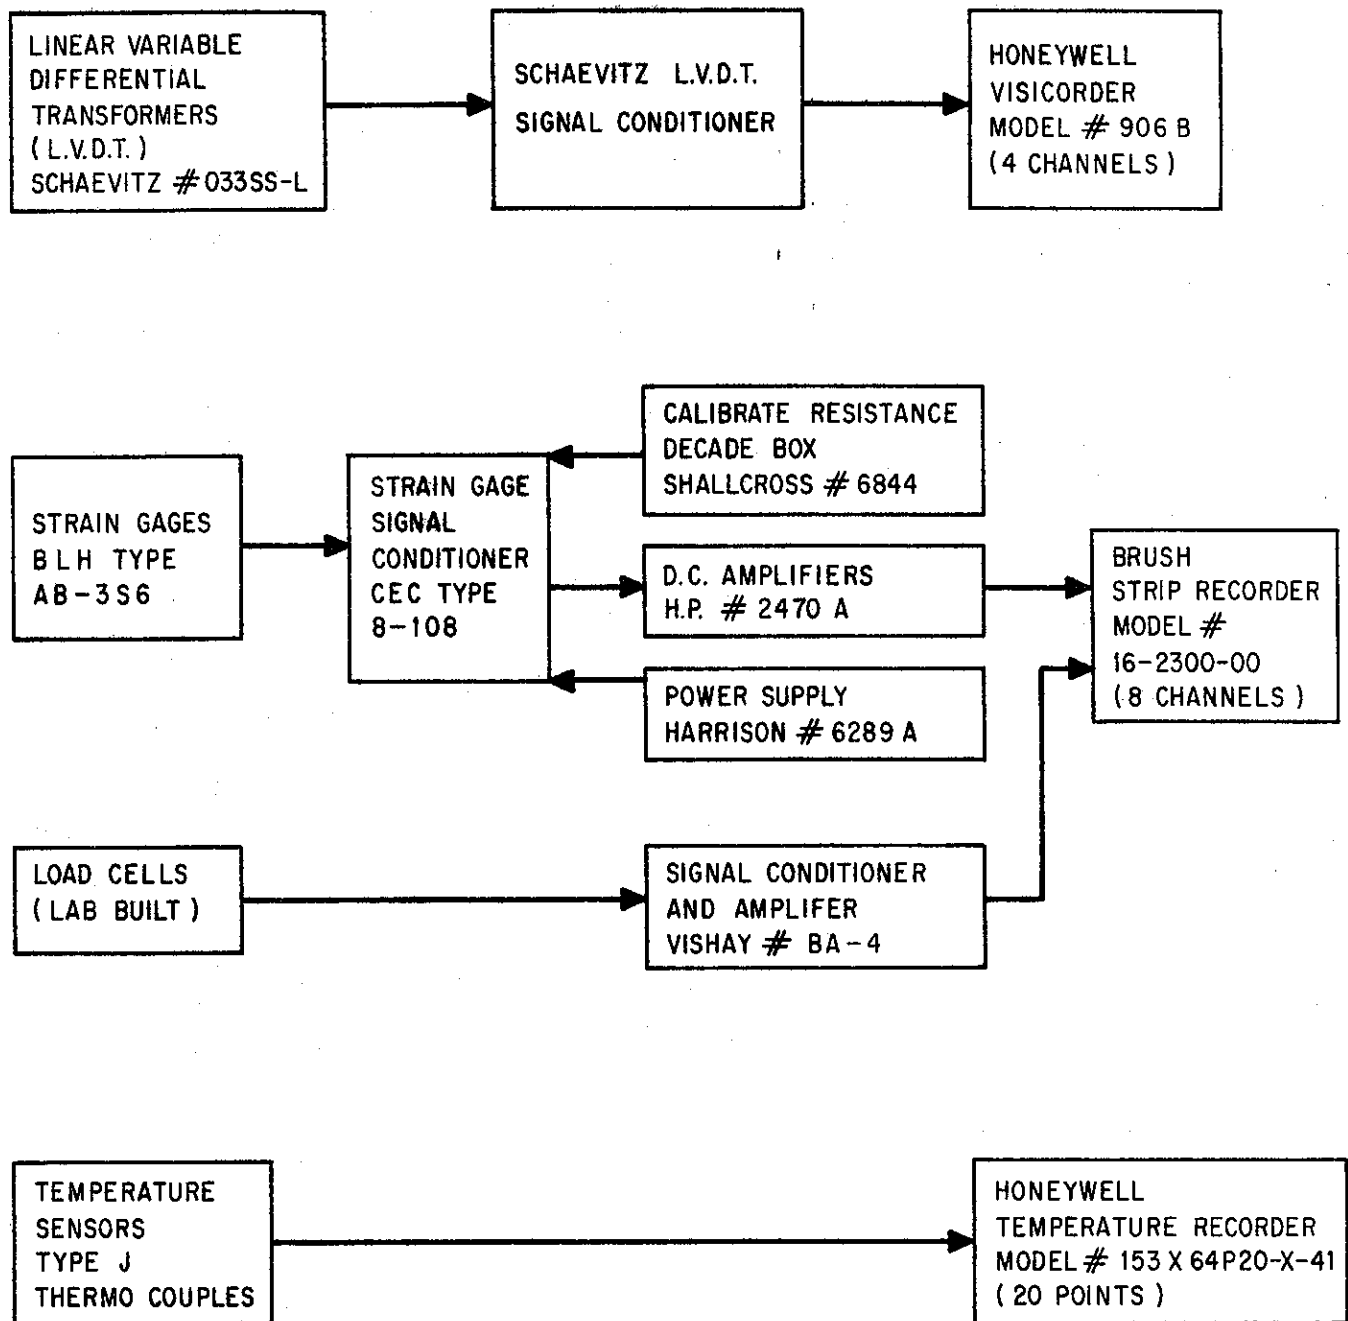 LINEAR VARIABLE
DIFFERENTIAL
TRANSFORMERS
(L.V.D.T.)
SCHAEVITZ #033SS-L
SCHAEVITZ L.V.D.T.
SIGNAL CONDITIONER
HONEYWELL
VISICORDER
MODEL # 906 B
(4 CHANNELS)
STRAIN GAGES
BLH TYPE
AB-3S6
STRAIN GAGE
SIGNAL
CONDITIONER
CEC TYPE
8-108
CALIBRATE RESISTANCE
DECADE BOX
SHALLCROSS # 6844
D.C. AMPLIFIERS
H.P. # 2470 A
POWER SUPPLY
HARRISON # 6289 A
BRUSH
STRIP RECORDER
MODEL #
16-2300-00
(8 CHANNELS)
LOAD CELLS
(LAB BUILT)
SIGNAL CONDITIONER
AND AMPLIFER
VISHAY # BA-4
TEMPERATURE
SENSORS
TYPE J
THERMO COUPLES
HONEYWELL
TEMPERATURE RECORDER
MODEL # 153 X 64P20-X-41
(20 POINTS)